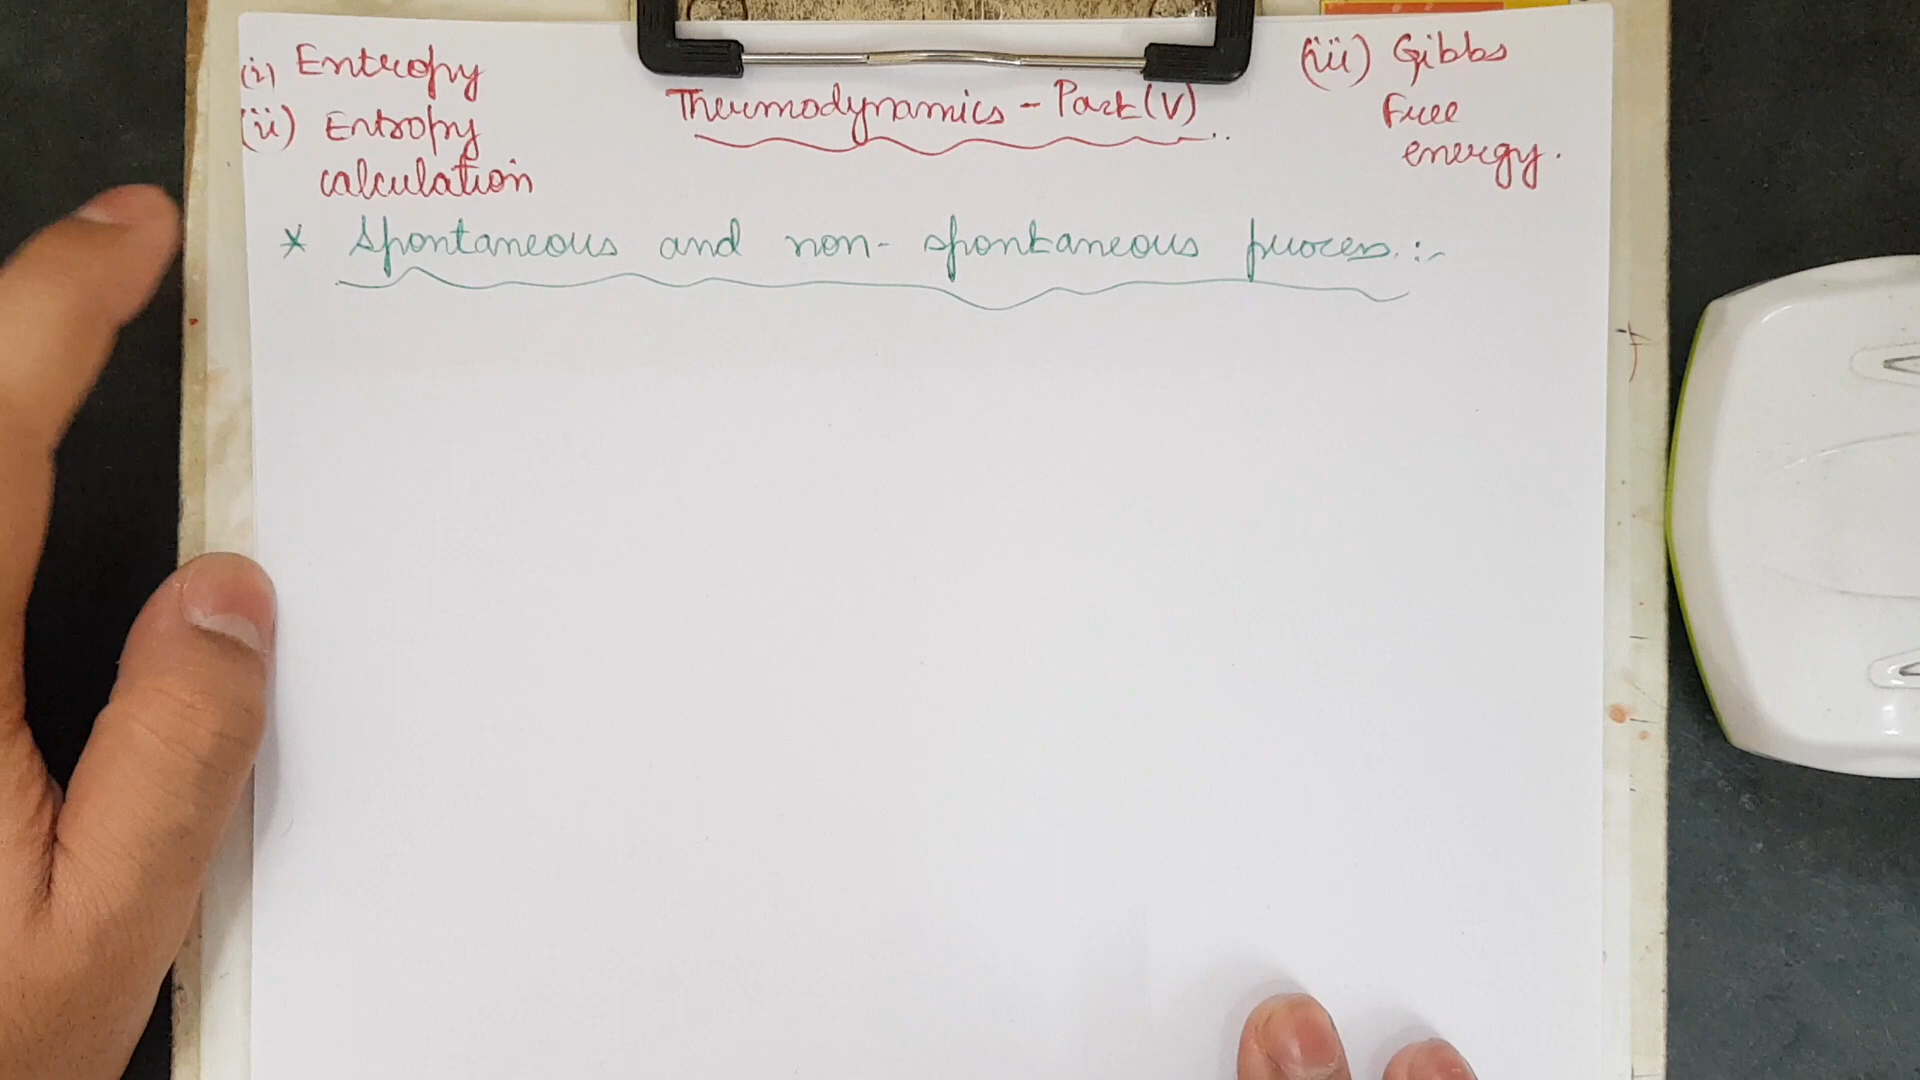 (i) Entropy
(ii) Entropy
calculation
Thermodynamics - Part (V)
(iii) Gibbs
Free
energy.
* Spontaneous and non- spontaneous process :-